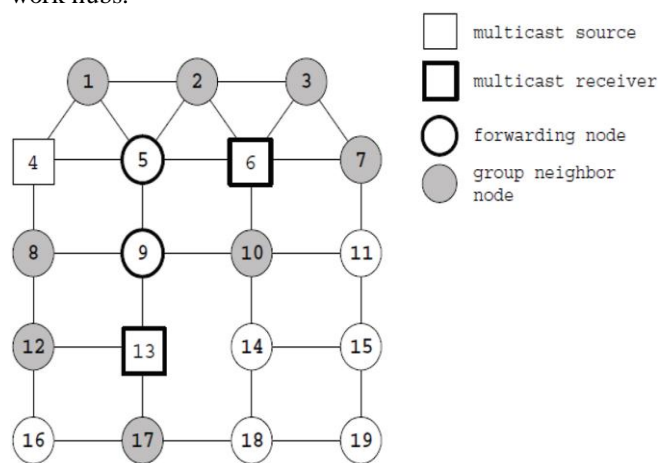 work hubs.
multicast source
multicast receiver
forwarding node
group neighbor
node
1 2 3
4 5 6 7
8 9 10 11
12 13 14 15
16 17 18 19